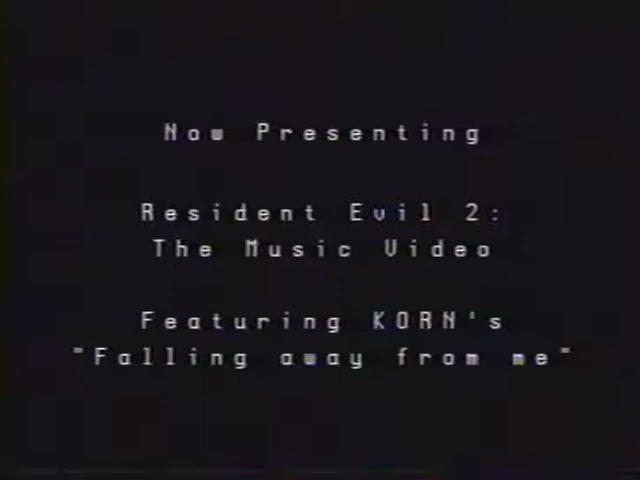 Now Presenting
Resident Evil 2:
The Music Video
Featuring KORN's
"Falling away from me"